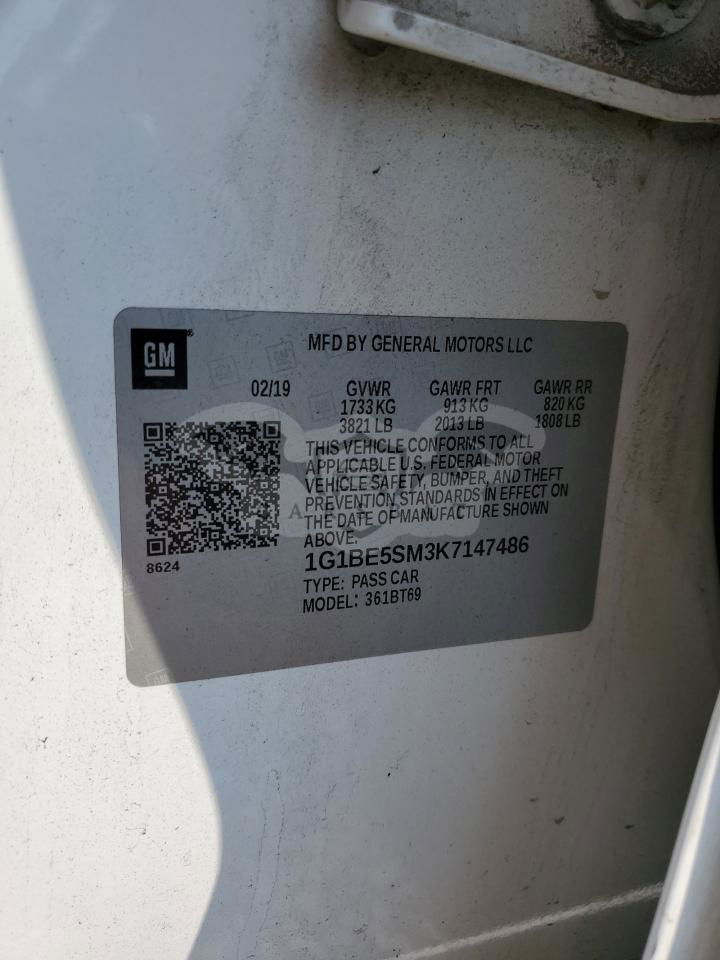 GM
®
MFD BY GENERAL MOTORS LLC
02/19 GVWR GAWR FRT GAWR RR
1733 KG 913 KG 820 KG
3821 LB 2013 LB 1808 LB
THIS VEHICLE CONFORMS TO ALL
APPLICABLE U.S. FEDERAL MOTOR
VEHICLE SAFETY, BUMPER, AND THEFT
PREVENTION STANDARDS IN EFFECT ON
THE DATE OF MANUFACTURE SHOWN
ABOVE.
8624
1G1BE5SM3K7147486
TYPE: PASS CAR
MODEL: 361BT69